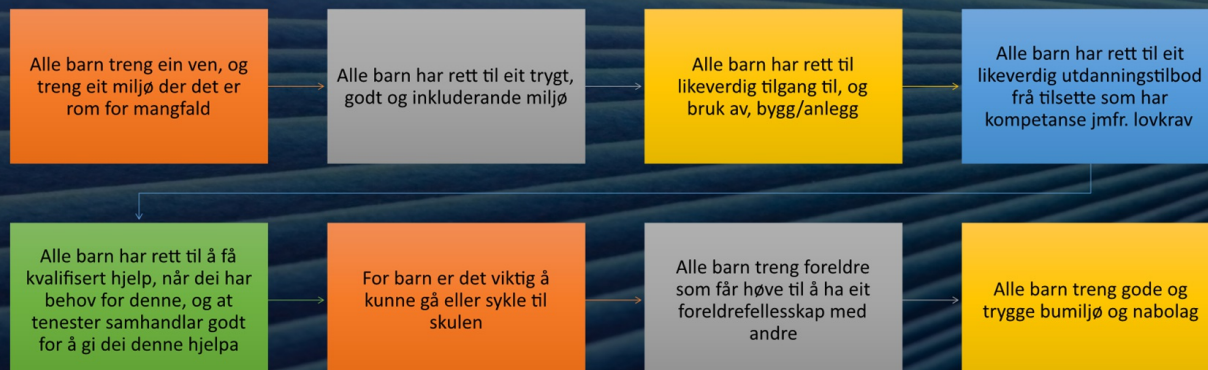 Alle barn treng ein ven, og
treng eit miljø der det er
rom for mangfald
Alle barn har rett til eit trygt,
godt og inkluderande miljø
Alle barn har rett til
likeverdig tilgang til, og
bruk av, bygg/anlegg
Alle barn har rett til eit
likeverdig utdanningstilbod
frå tilsette som har
kompetanse jmfr. lovkrav
Alle barn har rett til å få
kvalifisert hjelp, når dei har
behov for denne, og at
tenester samhandlar godt
for å gi dei denne hjelpa
For barn er det viktig å
kunne gå eller sykle til
skulen
Alle barn treng foreldre
som får høve til å ha eit
foreldrefellesskap med
andre
Alle barn treng gode og
trygge bumiljø og nabolag